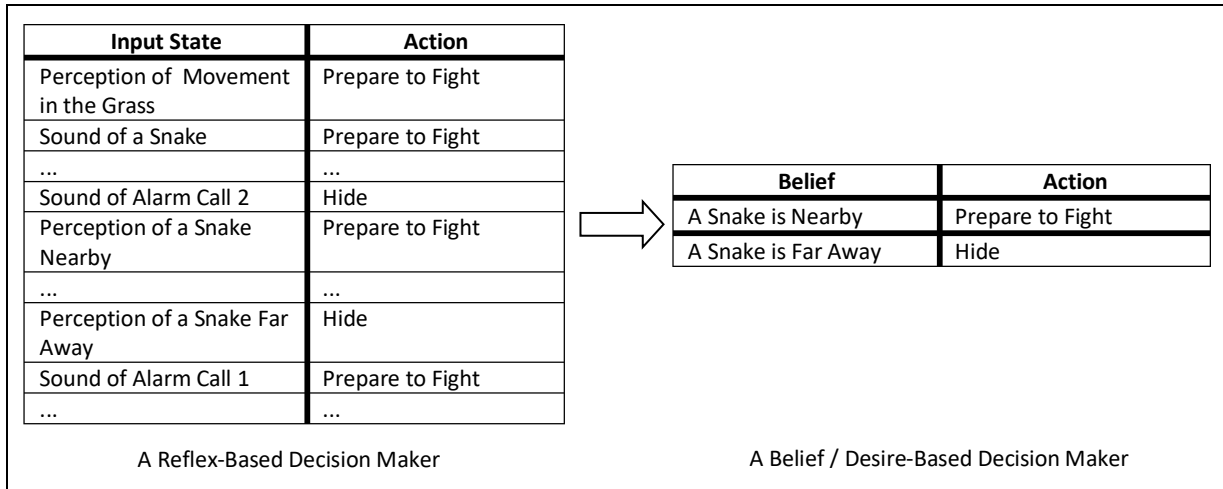 Input State Action
Perception of Movement Prepare to Fight
in the Grass
Sound of a Snake Prepare to Fight
... ...
Sound of Alarm Call 2 Hide
Perception of a Snake Prepare to Fight
Nearby
... ...
Perception of a Snake Far Hide
Away
Sound of Alarm Call 1 Prepare to Fight
... ...
A Reflex-Based Decision Maker
Belief Action
A Snake is Nearby Prepare to Fight
A Snake is Far Away Hide
A Belief / Desire-Based Decision Maker